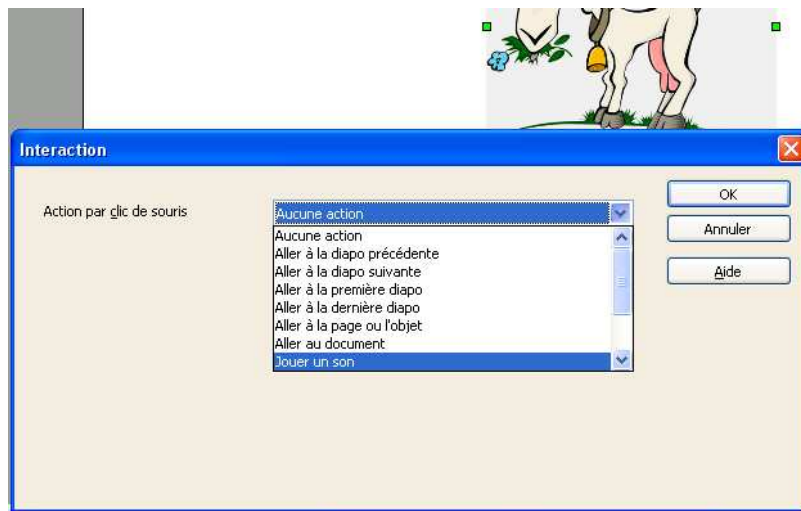 Interaction
Action par clic de souris
Aucune action
OK
Annuler
Aide
Aucune action
Aller à la diapo précédente
Aller à la diapo suivante
Aller à la première diapo
Aller à la dernière diapo
Aller à la page ou l'objet
Aller au document
Jouer un son